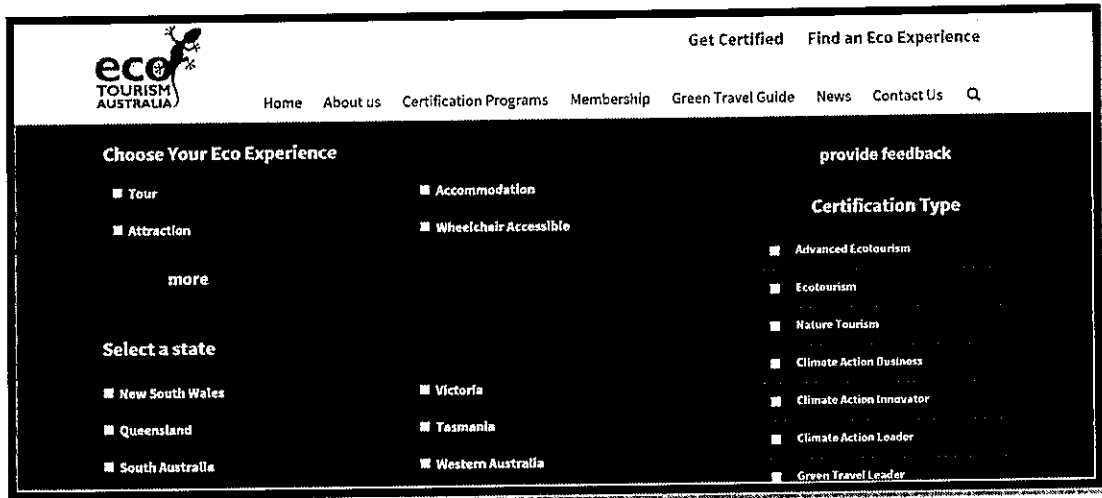 Get Certified Find an Eco Experience
eco
TOURISM
AUSTRALIA
Home About us Certification Programs Membership Green Travel Guide News Contact Us
Choose Your Eco Experience
Tour
Accommodation
Attraction
Wheelchair Accessible
more
Select a state
New South Wales
Victoria
Queensland
Tasmania
South Australia
Western Australia
provide feedback
Certification Type
Advanced Ecotourism
Ecotourism
Nature Tourism
Climate Action Business
Climate Action Innovator
Climate Action Leader
Green Travel Leader